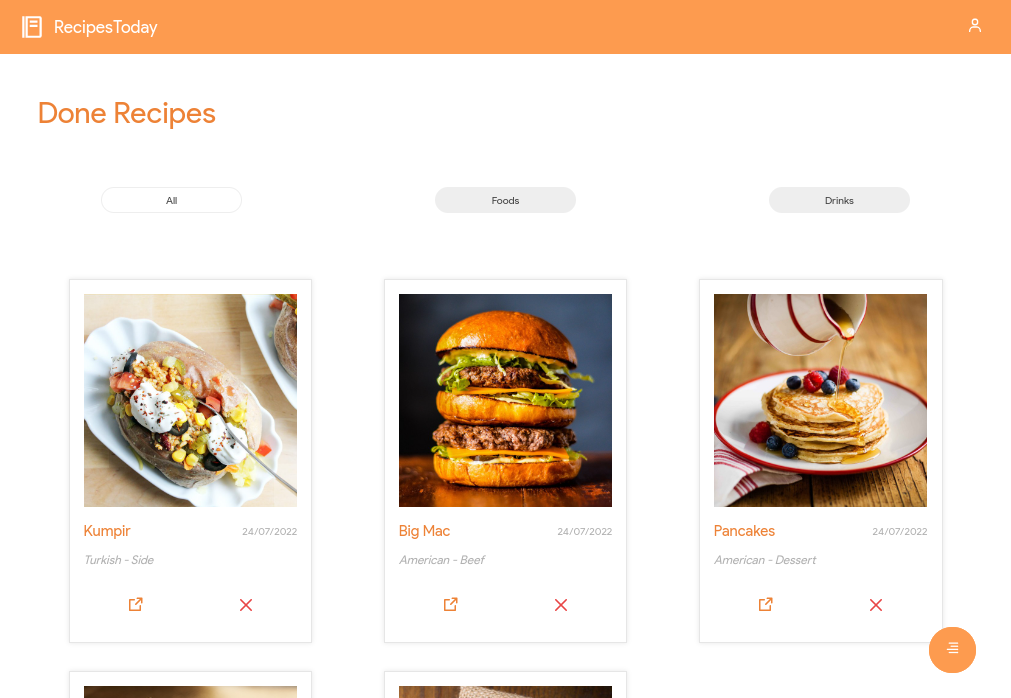 RecipesToday
Done Recipes
All
Foods
Drinks
Kumpir
24/07/2022
Turkish - Side
Big Mac
24/07/2022
American - Beef
Pancakes
24/07/2022
American - Dessert